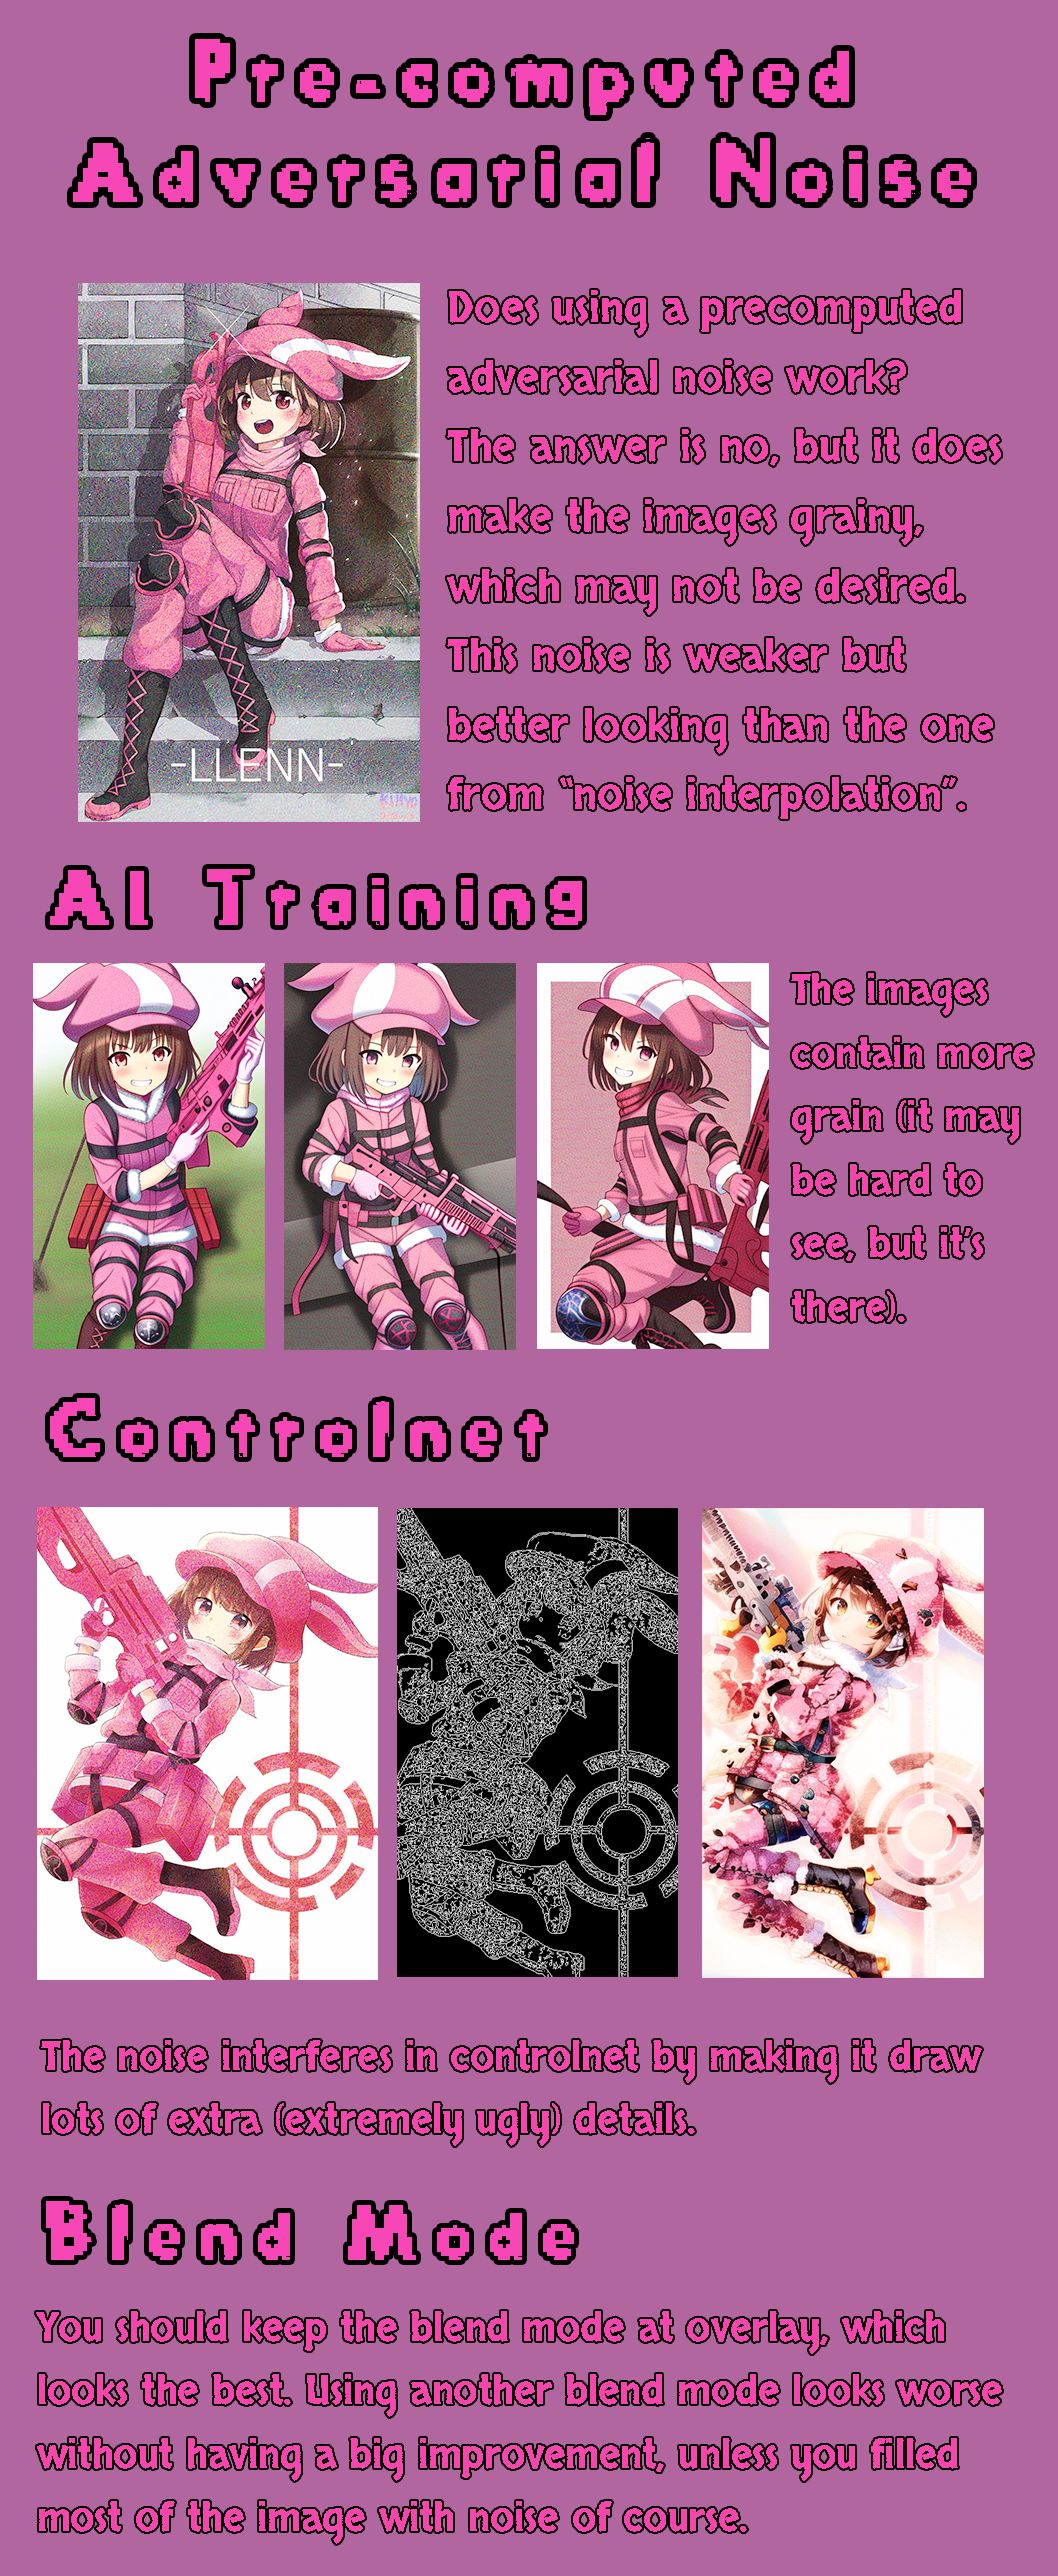 Pre-computed
Adversarial Noise
Does using a precomputed
adversarial noise work?
The answer is no, but it does
make the images grainy,
which may not be desired.
This noise is weaker but
better looking than the one
from “noise interpolation”.
-LLENN-
AI Training
The images
contain more
grain (it may
be hard to
see, but it's
there).
Controlnet
The noise interferes in controlnet by making it draw
lots of extra (extremely ugly) details.
Blend Mode
You should keep the blend mode at overlay, which
looks the best. Using another blend mode looks worse
without having a big improvement, unless you filled
most of the image with noise of course.